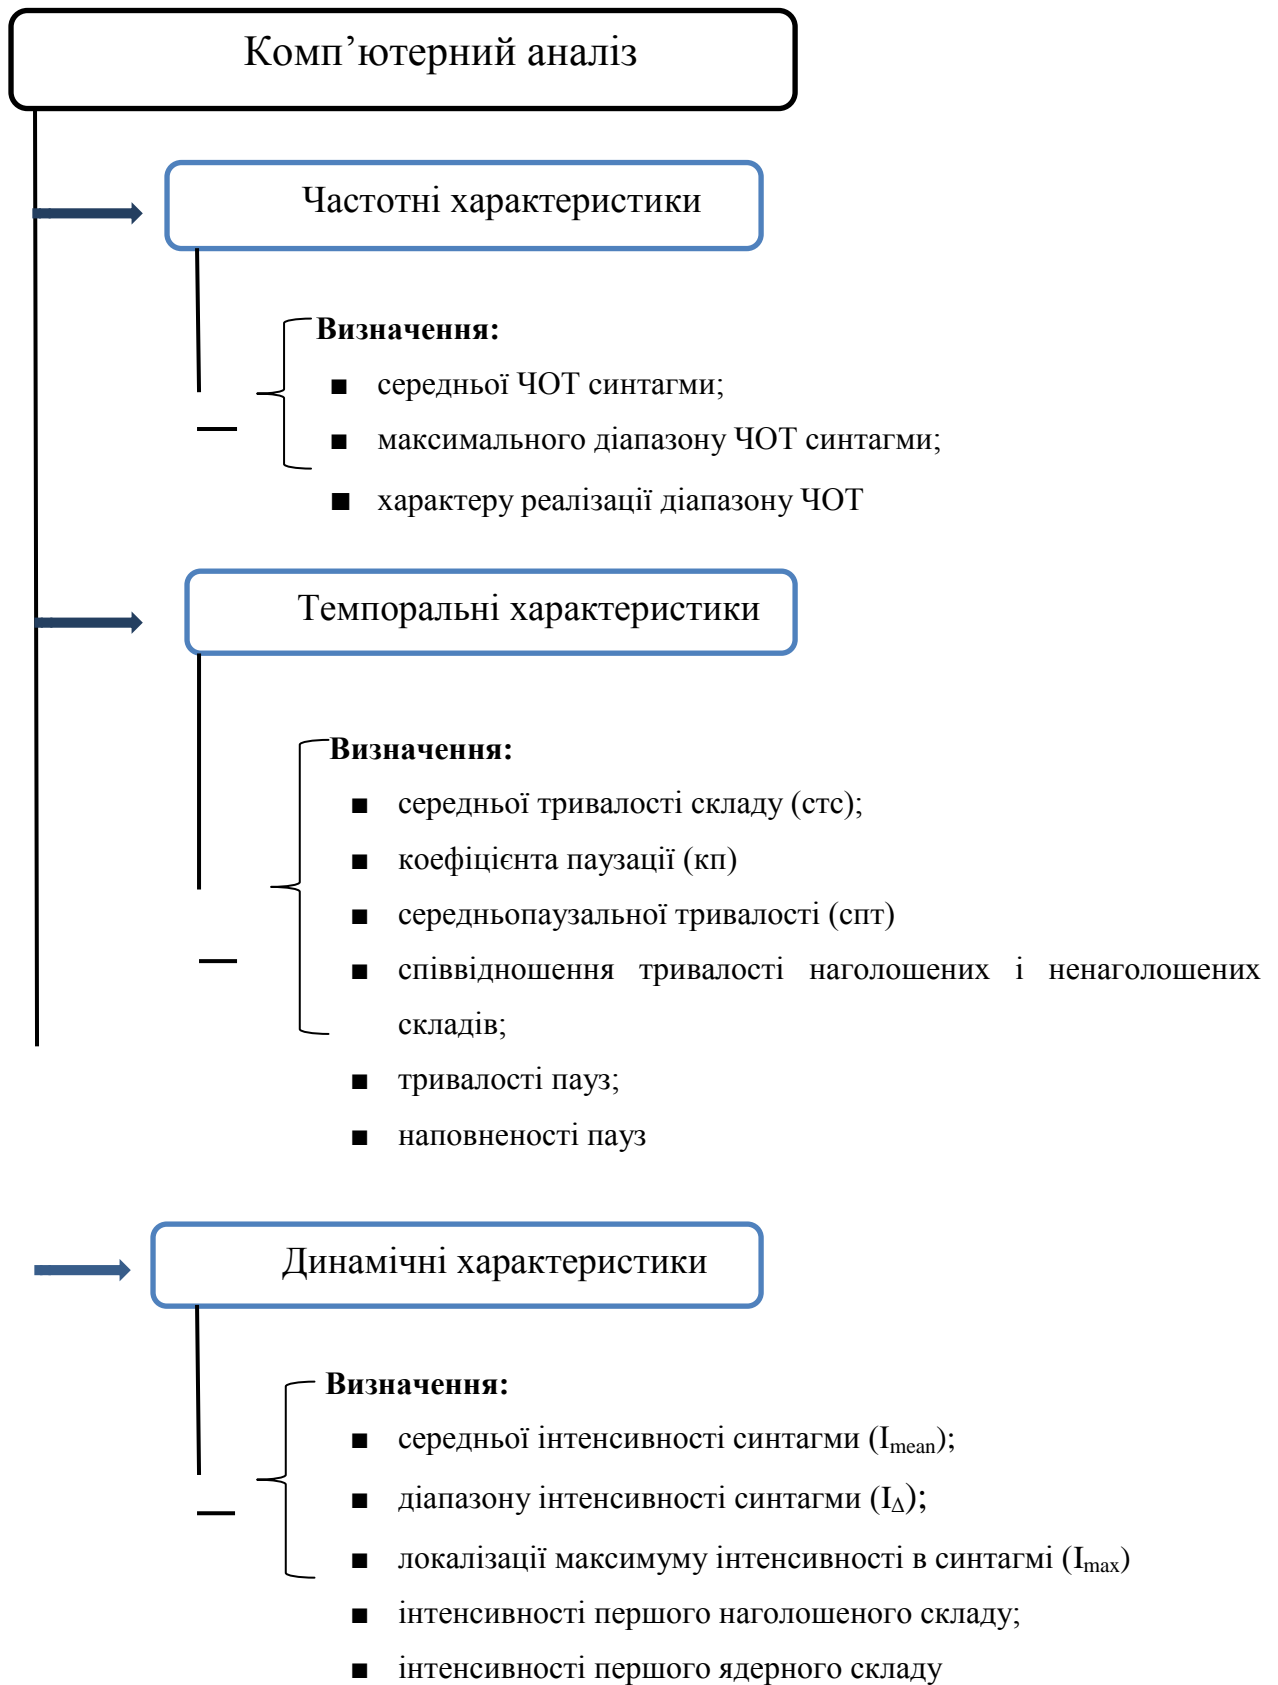 Комп’ютерний аналіз
Частотні характеристики
Визначення:
■ середньої ЧОТ синтагми;
■ максимального діапазону ЧОТ синтагми;
■ характеру реалізації діапазону ЧОТ
Темпоральні характеристики
Визначення:
■ середньої тривалості складу (стс);
■ коефіцієнта паузації (кп)
■ середньопаузальної тривалості (спт)
■ співвідношення тривалості наголошених і ненаголошених
складів;
■ тривалості пауз;
■ наповненості пауз
Динамічні характеристики
Визначення:
■ середньої інтенсивності синтагми (I_mean);
■ діапазону інтенсивності синтагми (I_Δ);
■ локалізації максимуму інтенсивності в синтагмі (I_max)
■ інтенсивності першого наголошеного складу;
■ інтенсивності першого ядерного складу